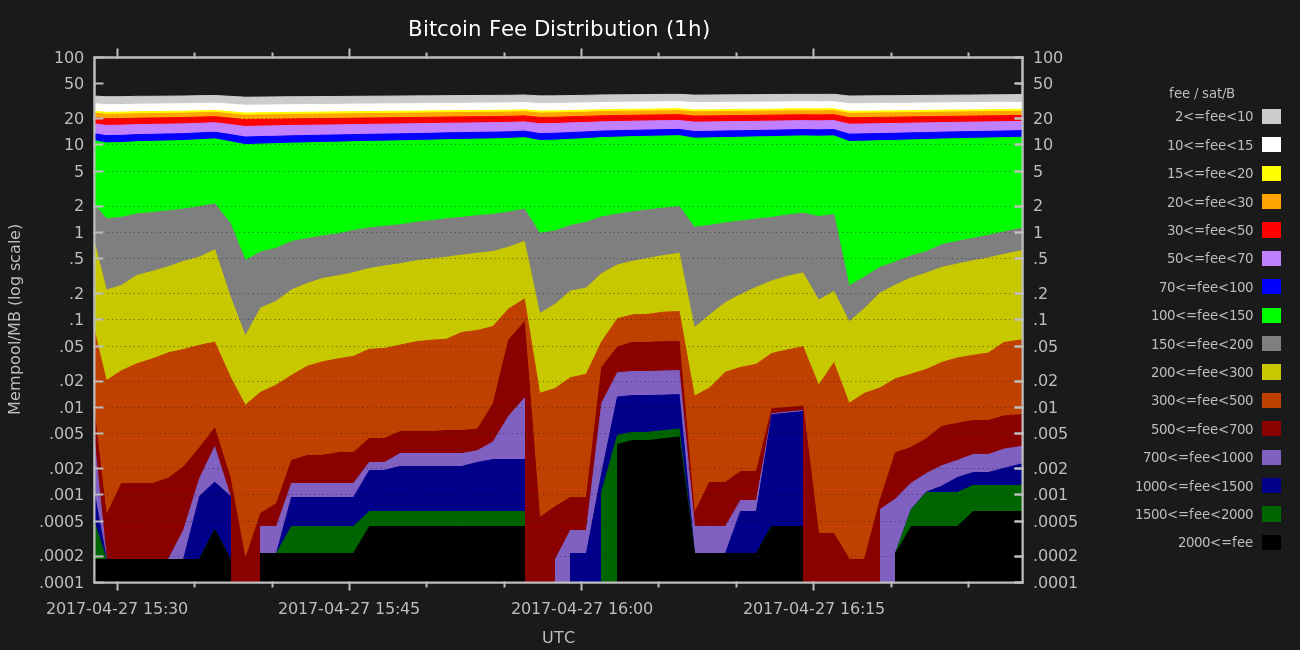 Bitcoin Fee Distribution (1h)
100
50
20
10
5
2
1
.5
.2
.1
.05
.02
.01
.005
.002
.001
.0005
.0002
.0001
Mempool/MB (log scale)
100
50
20
10
5
2
1
.5
.2
.1
.05
.02
.01
.005
.002
.001
.0005
.0002
.0001
fee / sat/B
2<=fee<10
10<=fee<15
15<=fee<20
20<=fee<30
30<=fee<50
50<=fee<70
70<=fee<100
100<=fee<150
150<=fee<200
200<=fee<300
300<=fee<500
500<=fee<700
700<=fee<1000
1000<=fee<1500
1500<=fee<2000
2000<=fee
2017-04-27 15:30 2017-04-27 15:45 2017-04-27 16:00 2017-04-27 16:15
UTC